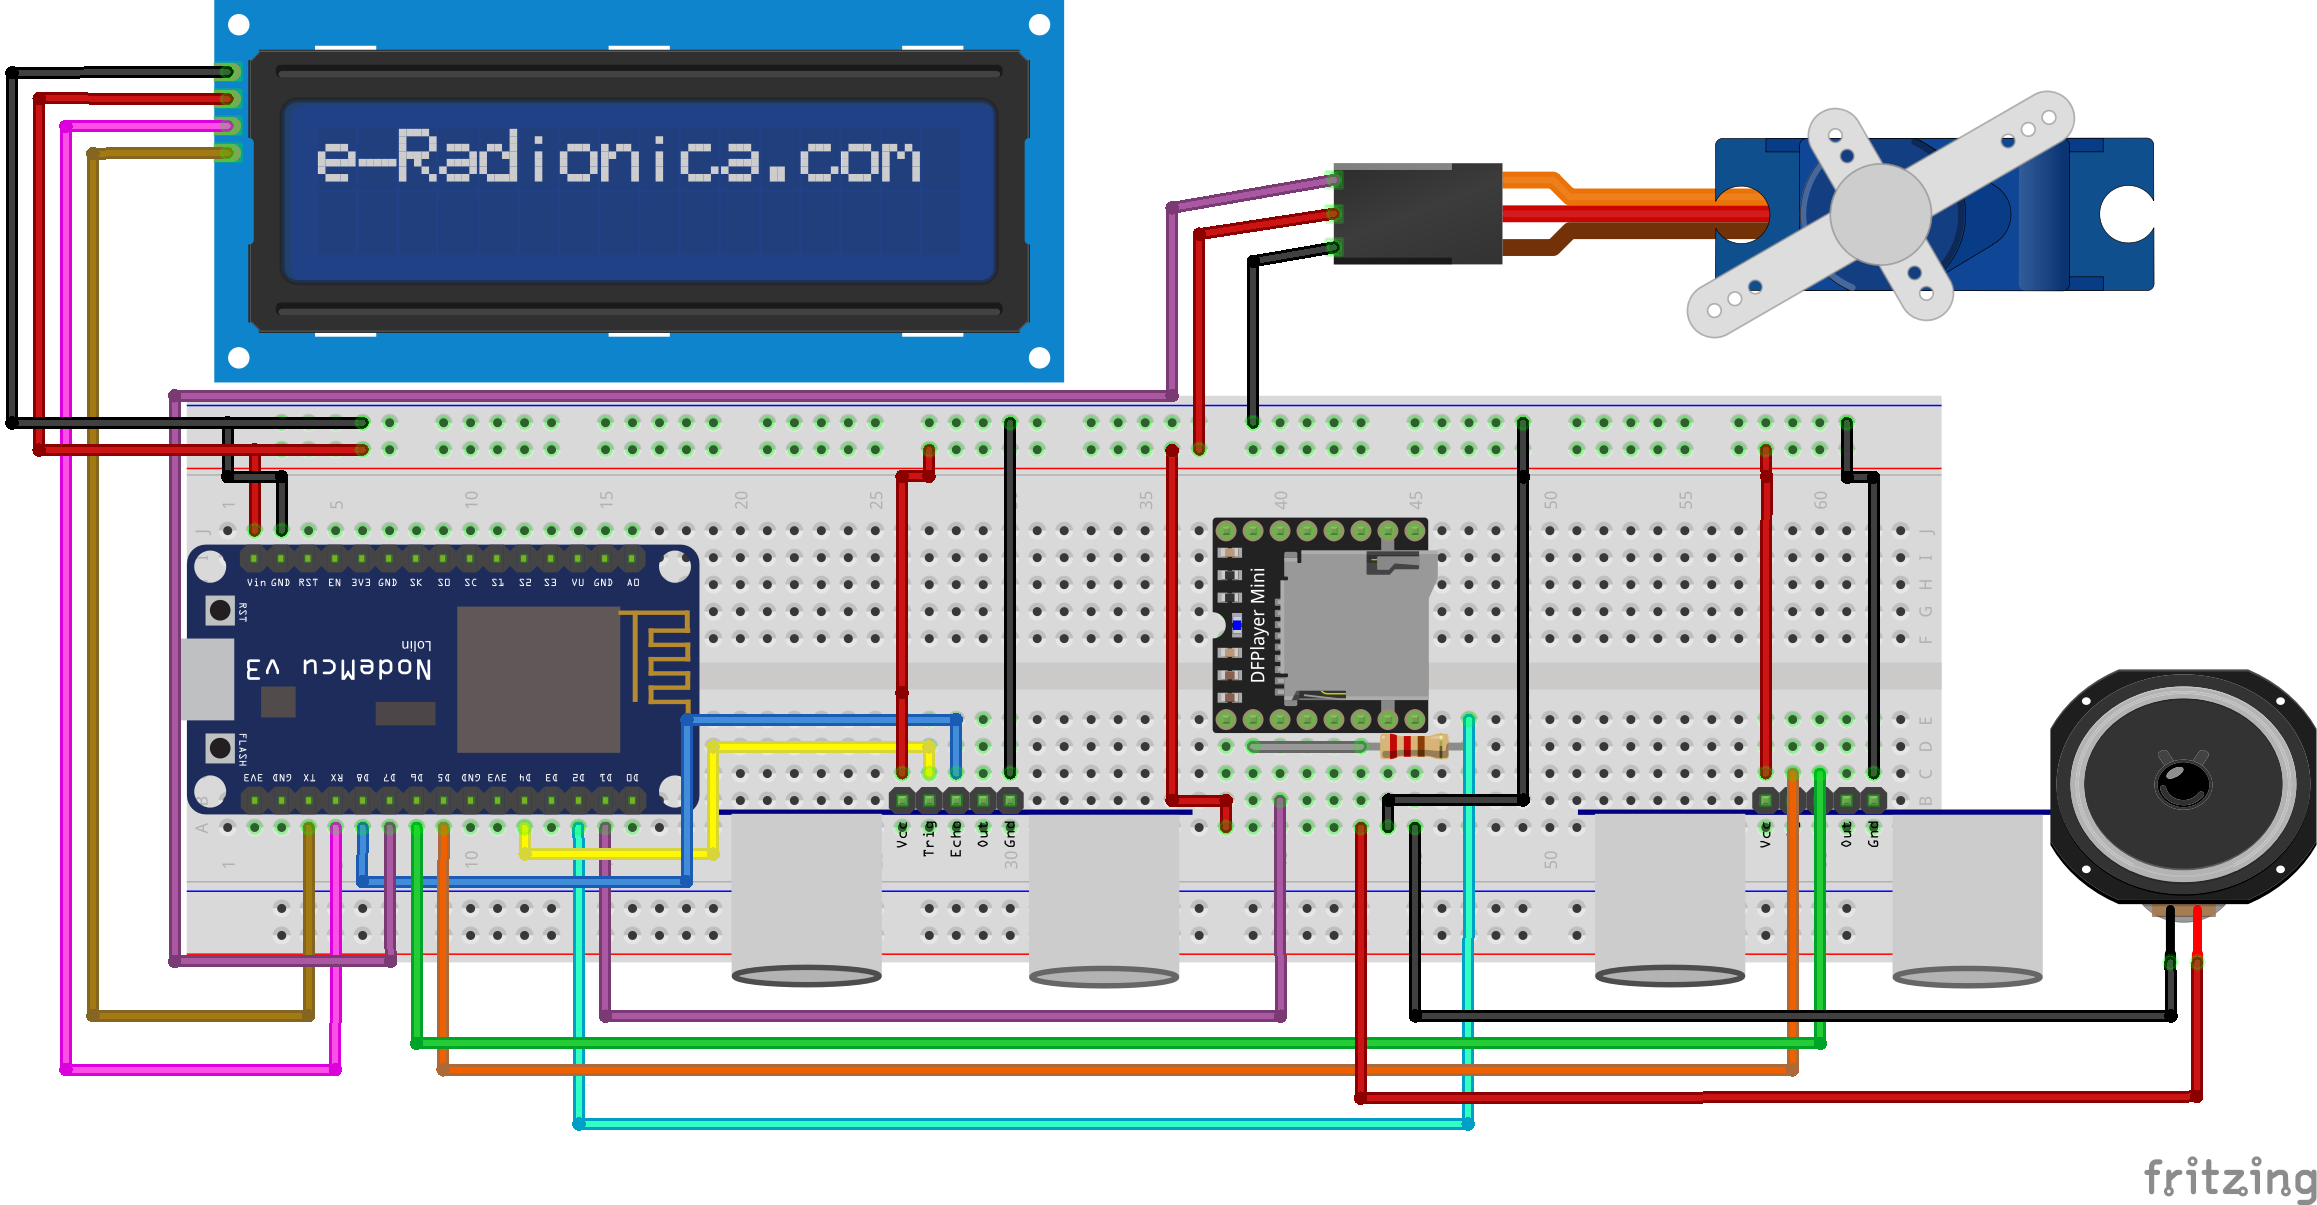 e-Radionica.com
1 5 10 15 20 25 35 40 45 50 55 60
J J
I I
H
G
F
Vin GND RST EN 3V3 GND SK SO SC S1 S2 S3 VU GND A0
RST
Lolin
NodeMcu v3
FLASH
DFPlayer Mini
3V3 GND TX RX D8 D7 D6 D5 GND 3V3 D4 D3 D2 D1 D0
E
D
C
B B
A
Vcc Trig Echo Out Gnd
Vcc Out Gnd
1 10 30 50
fritzing